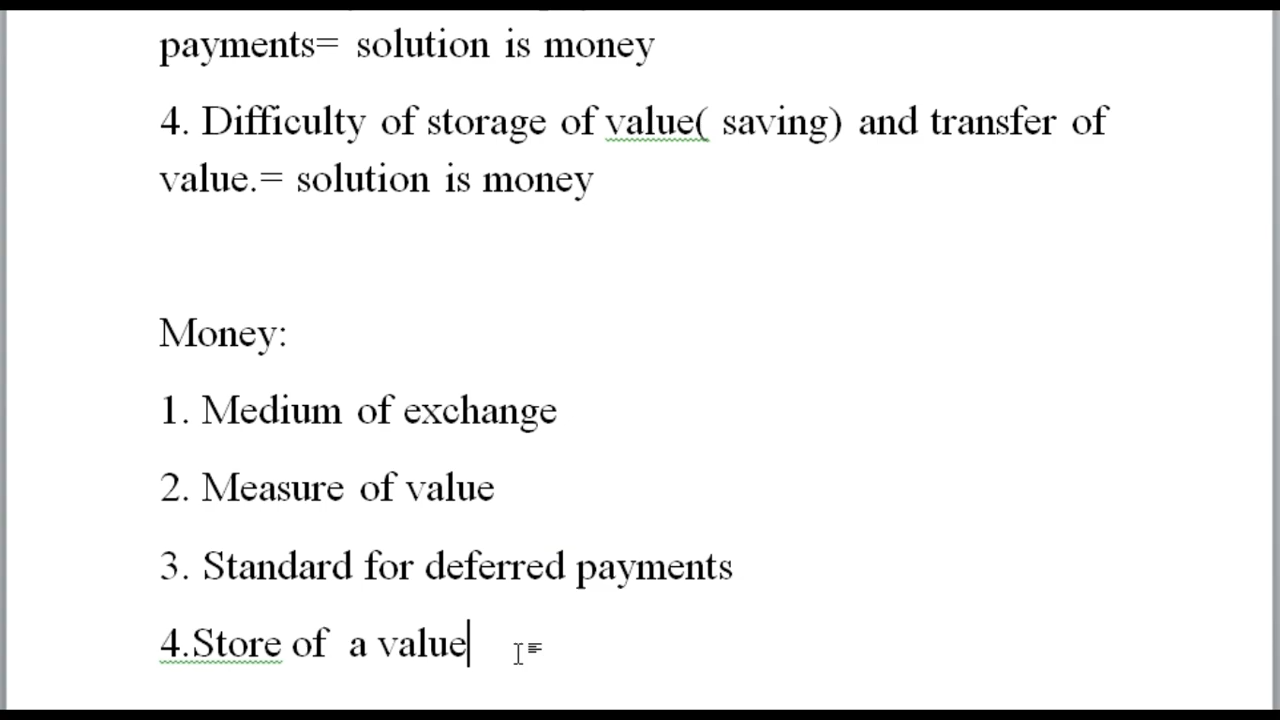 payments= solution is money
4. Difficulty of storage of value( saving) and transfer of
value.= solution is money
Money:
1. Medium of exchange
2. Measure of value
3. Standard for deferred payments
4.Store of  a value